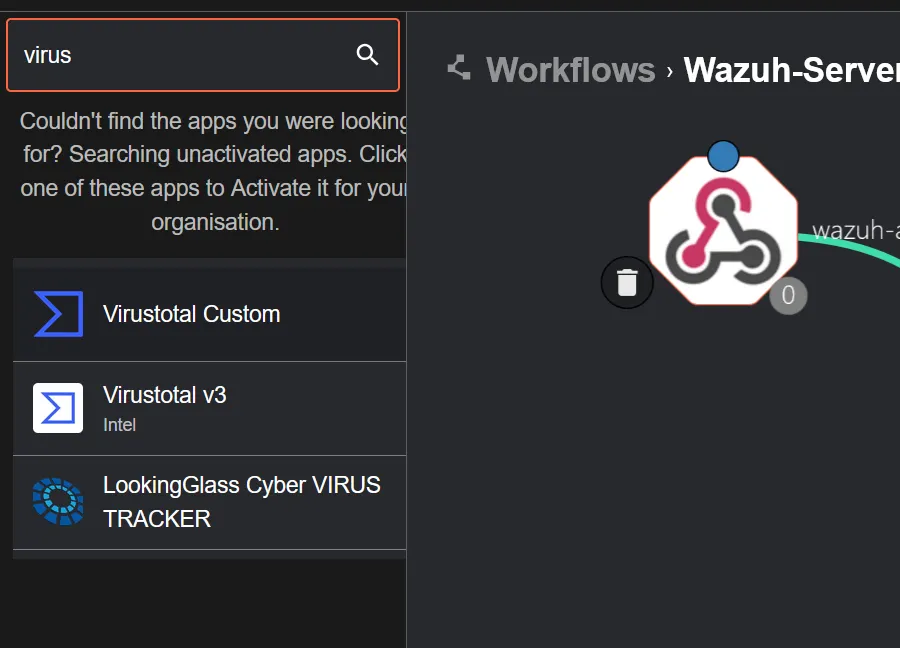 virus
Couldn't find the apps you were looking
for? Searching unactivated apps. Click
one of these apps to Activate it for your
organisation.
Virustotal Custom
Virustotal v3
Intel
LookingGlass Cyber VIRUS
TRACKER
Workflows › Wazuh-Server
wazuh-a
0